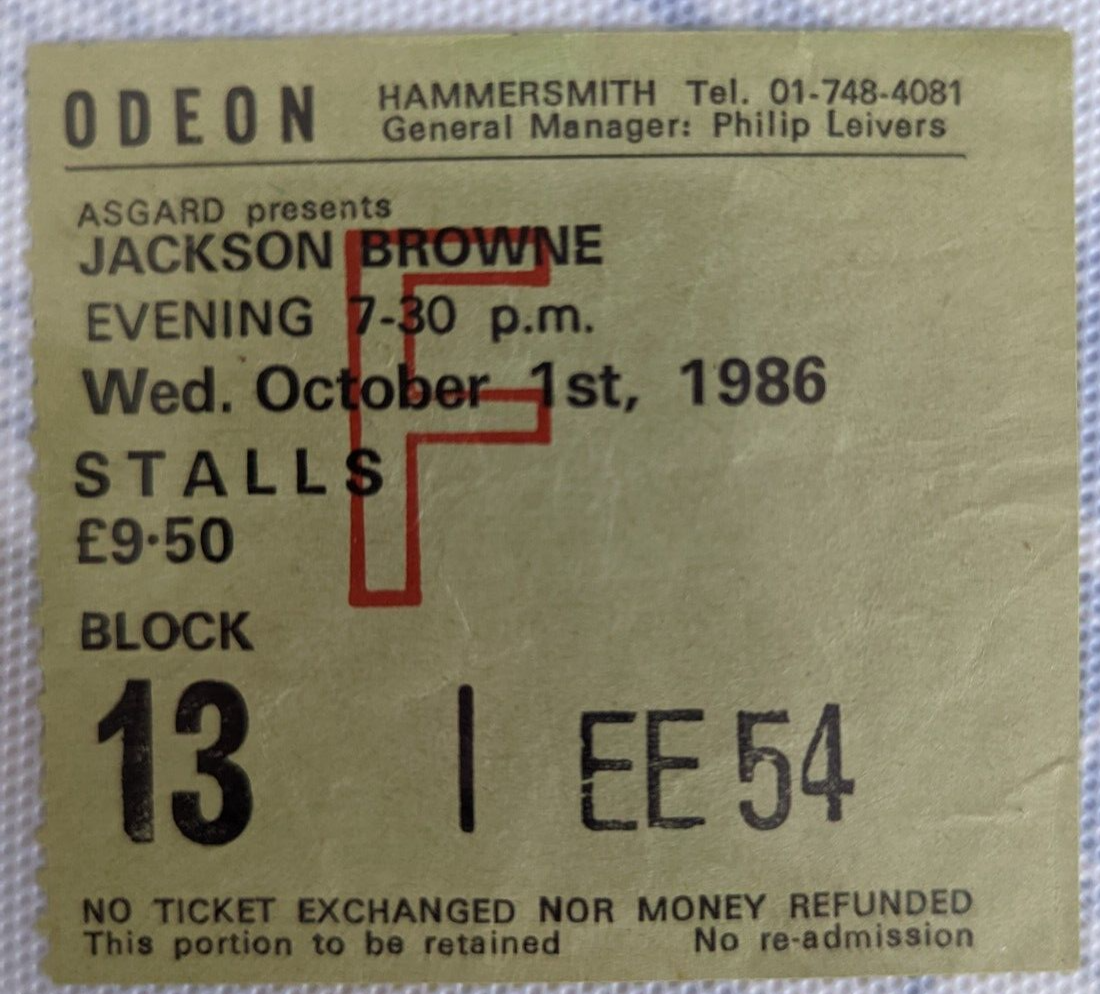 ODEON HAMMERSMITH Tel. 01-748-4081
General Manager: Philip Leivers
ASGARD presents
JACKSON BROWNE
EVENING 7-30 p.m.
Wed. October 1st, 1986
STALLS
£9·50
F
BLOCK
13 | EE 54
NO TICKET EXCHANGED NOR MONEY REFUNDED
This portion to be retained No re-admission